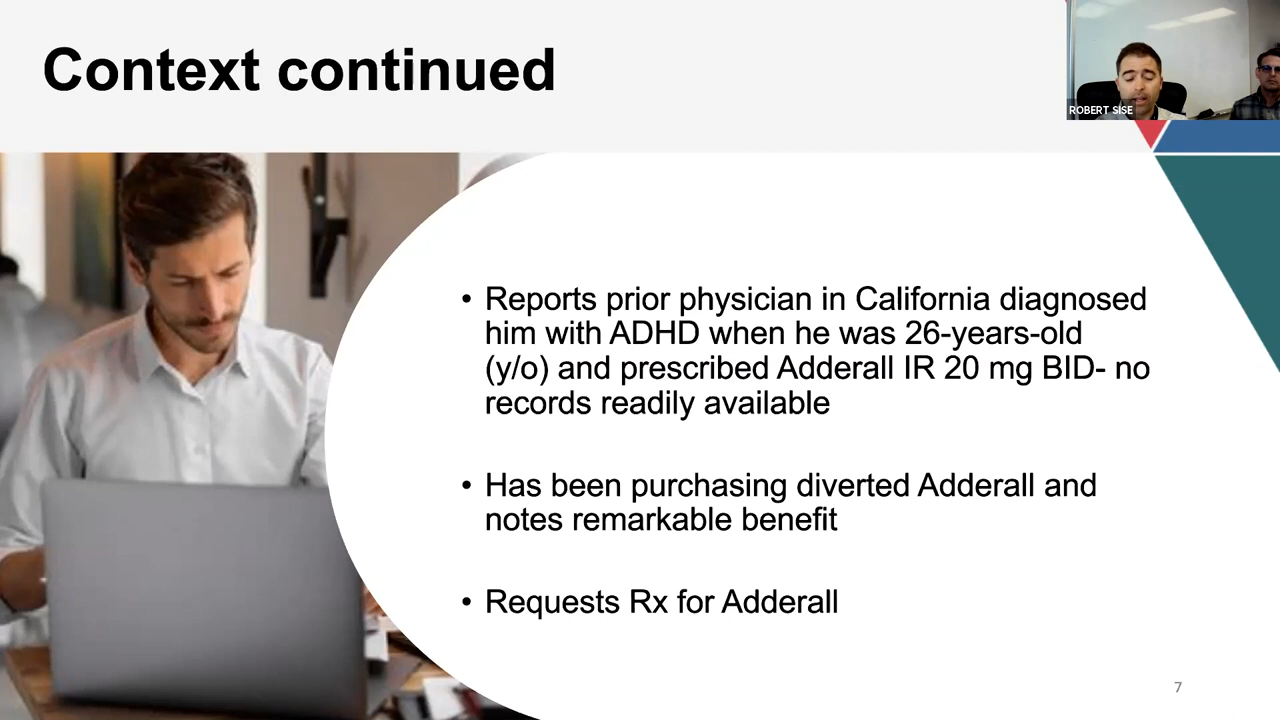 Context continued
ROBERT SISE
• Reports prior physician in California diagnosed
him with ADHD when he was 26-years-old
(y/o) and prescribed Adderall IR 20 mg BID- no
records readily available
• Has been purchasing diverted Adderall and
notes remarkable benefit
• Requests Rx for Adderall
7